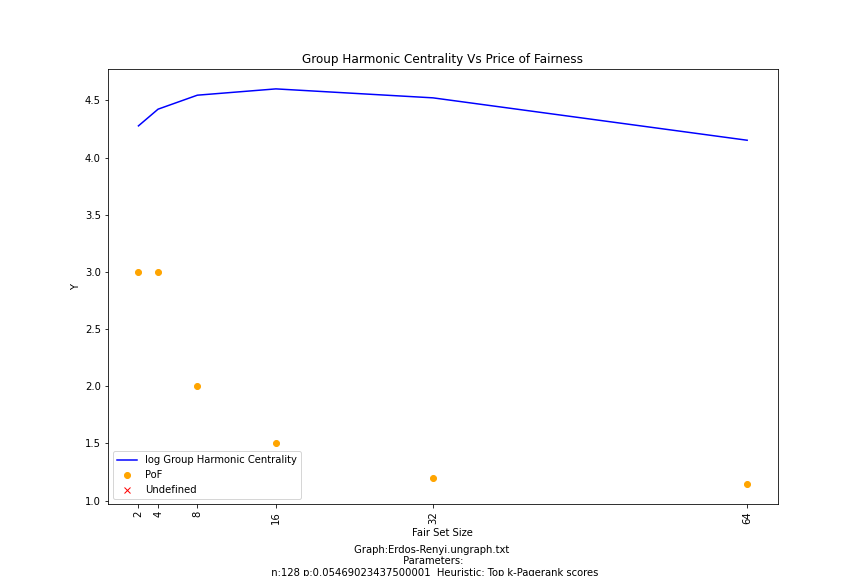 Group Harmonic Centrality Vs Price of Fairness
4.5
4.0
3.5
3.0
2.5
2.0
1.5
1.0
Y
log Group Harmonic Centrality
PoF
Undefined
2 4 8 16 32 64
Fair Set Size
Graph:Erdos-Renyi.ungraph.txt
Parameters:
n:128 p:0.05469023437500001 Heuristic: Top k-Pagerank scores